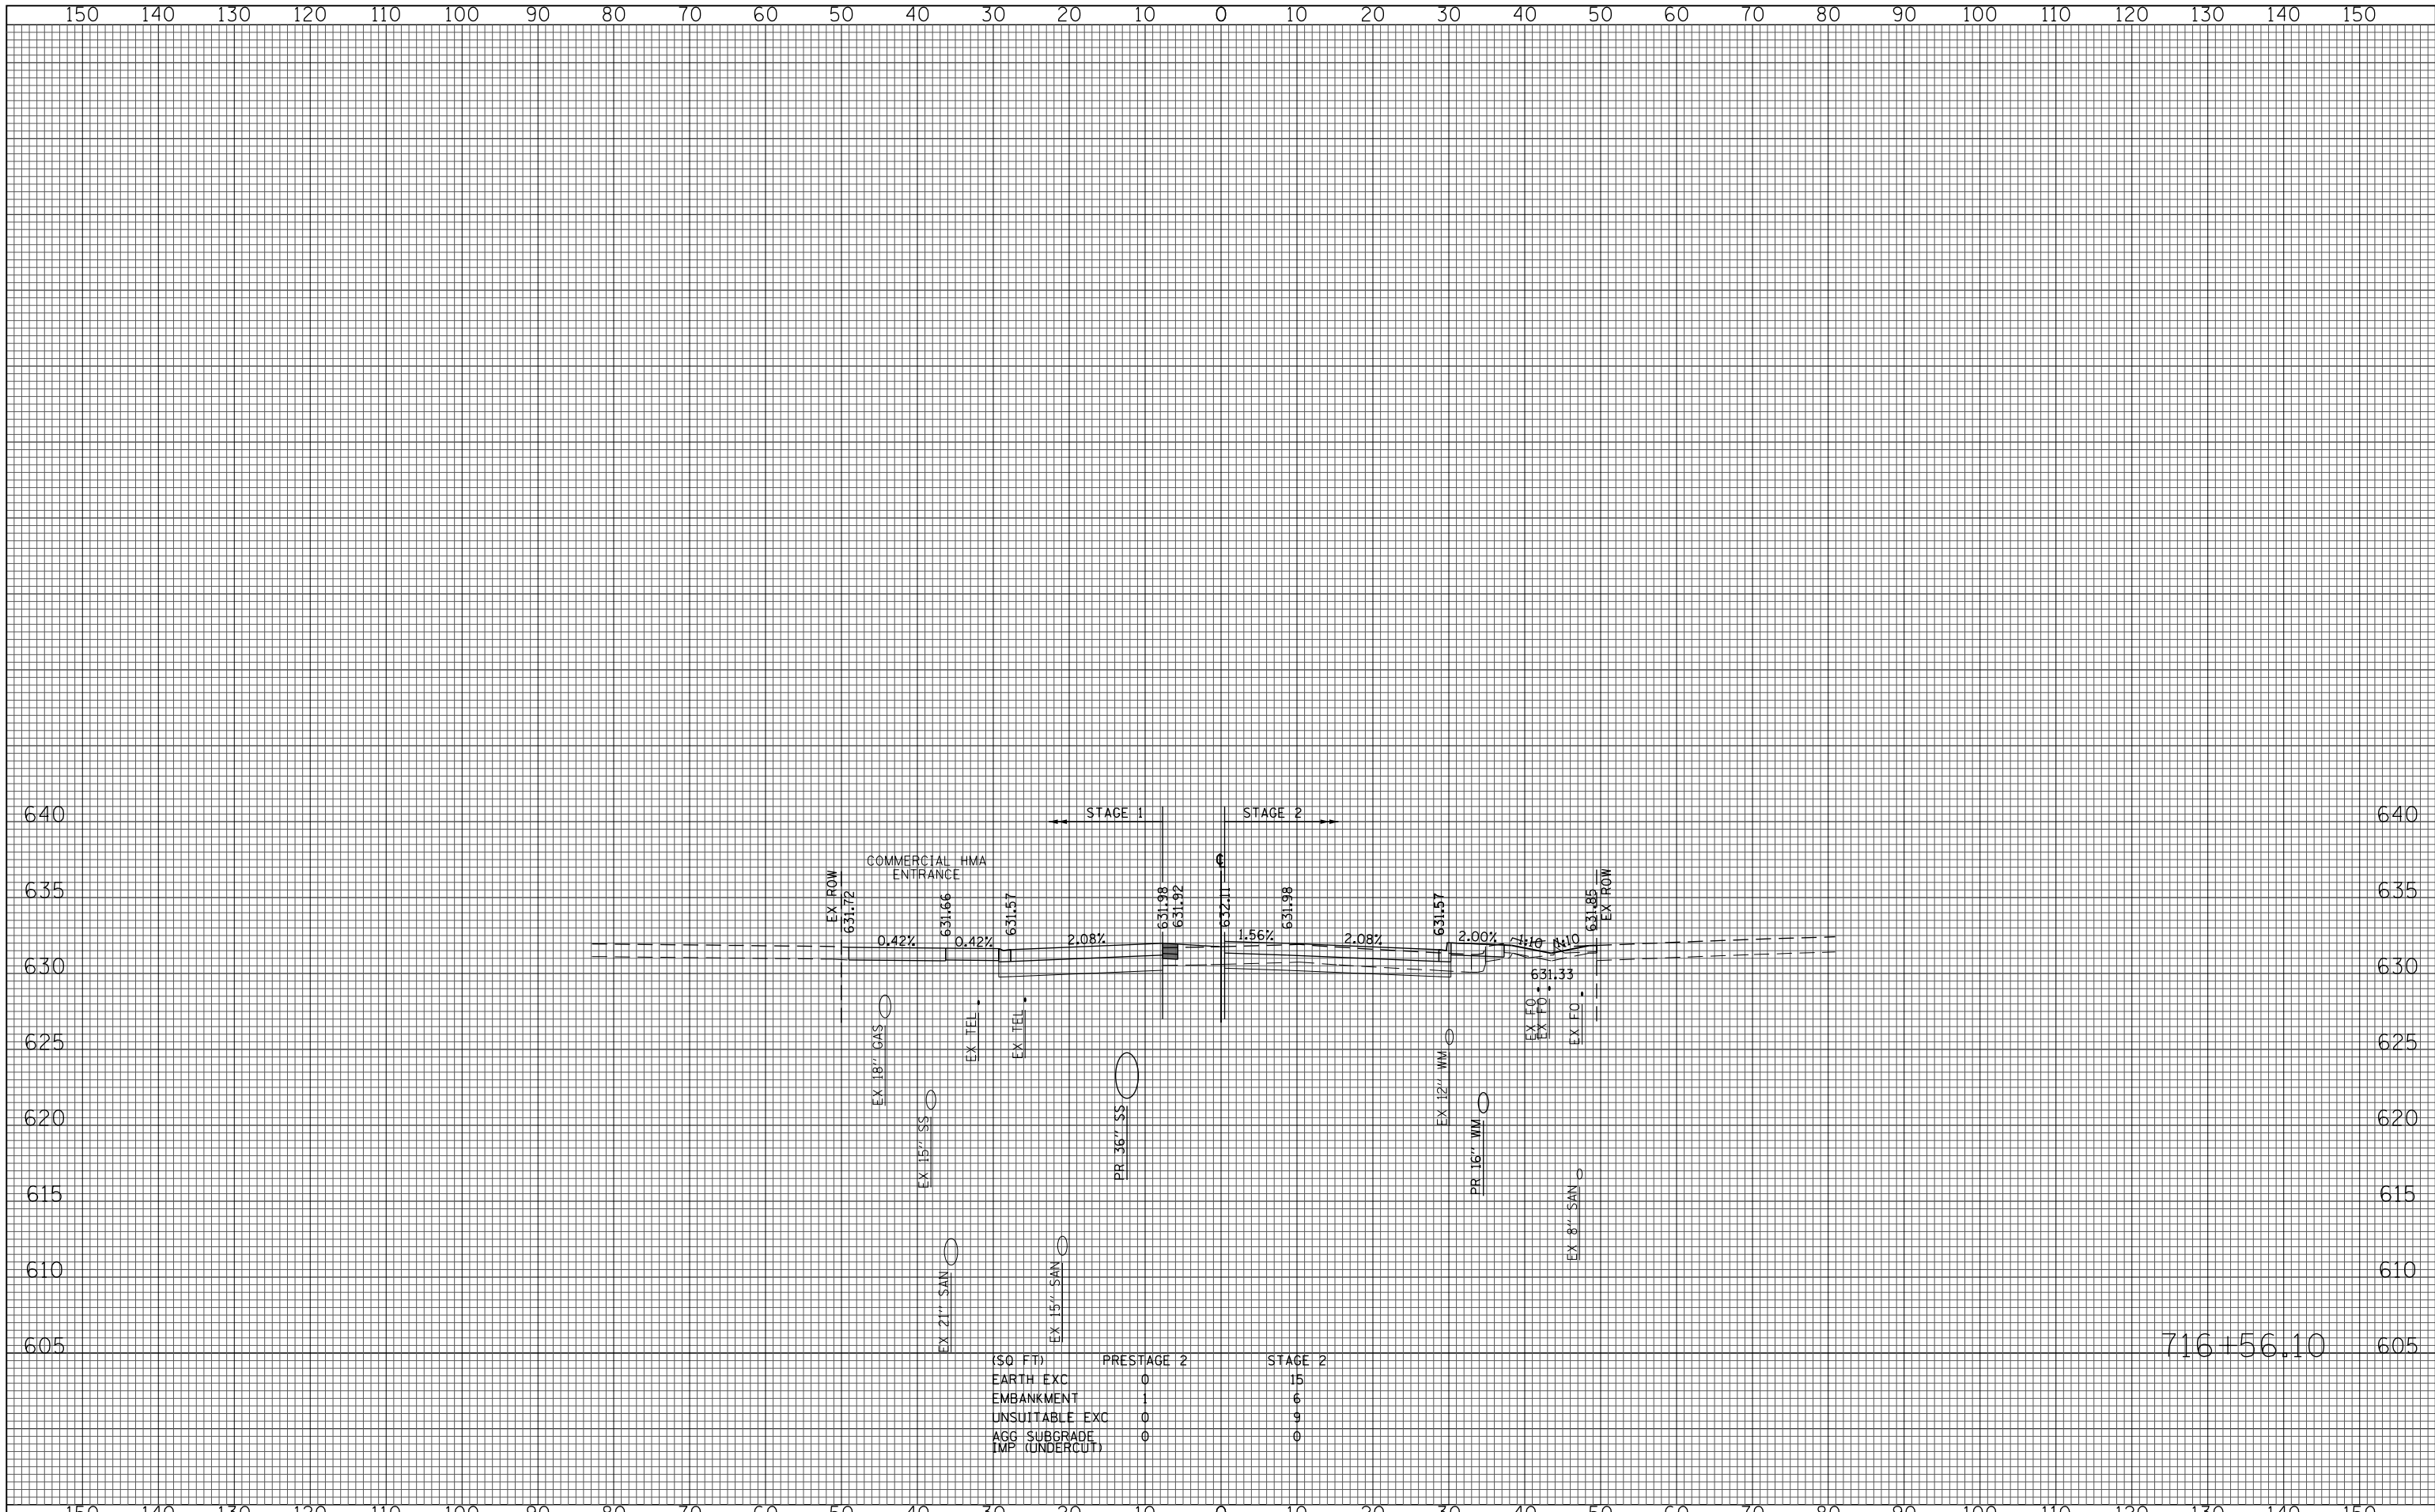 150 140 130 120 110 100 90 80 70 60 50 40 30 20 10 0 10 20 30 40 50 60 70 80 90 100 110 120 130 140 150
640 STAGE 1 STAGE 2 640
COMMERCIAL HMA
ENTRANCE
℄
635 635
EX ROW
631.72
631.66
631.57
631.98
631.92
632.11
631.98
631.57
631.85
EX ROW
0.42% 0.42% 2.08% 1.56% 2.08% 2.00% 1:10 1:10
630 631.33 630
EX 18" GAS
EX 15" SS
EX 21" SAN
EX TEL
EX TEL
EX 15" SAN
PR 36" SS
EX 12" WM
PR 16" WM
EX FO
EX FO
EX FO
EX 8" SAN
625 625
620 620
615 615
610 610
605 716+56.10 605
(SQ FT) PRESTAGE 2 STAGE 2
EARTH EXC 0 15
EMBANKMENT 1 6
UNSUITABLE EXC 0 9
AGG SUBGRADE 0 0
IMP (UNDERCUT)
150 140 130 120 110 100 90 80 70 60 50 40 30 20 10 0 10 20 30 40 50 60 70 80 90 100 110 120 130 140 150